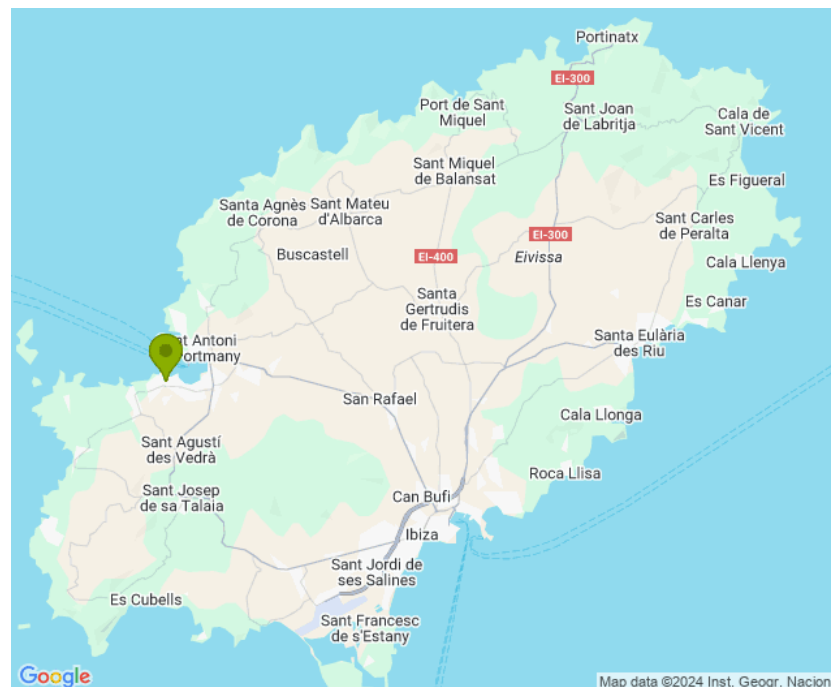 Portinatx
EI-300
Port de Sant
Miquel
Sant Joan
de Labritja
Cala de
Sant Vicent
Sant Miquel
de Balansat
Es Figueral
Santa Agnès
de Corona
Sant Mateu
d'Albarca
Sant Carles
de Peralta
EI-300
Buscastell
EI-400
Eivissa
Cala Llenya
Santa
Gertrudis
de Fruitera
Es Canar
nt Antoni
Portmany
Santa Eulària
des Riu
San Rafael
Cala Llonga
Sant Agustí
des Vedrà
Roca Llisa
Sant Josep
de sa Talaia
Can Bufi
Ibiza
Sant Jordi de
ses Salines
Es Cubells
Sant Francesc
de s'Estany
Google
Map data ©2024 Inst. Geogr. Nacion